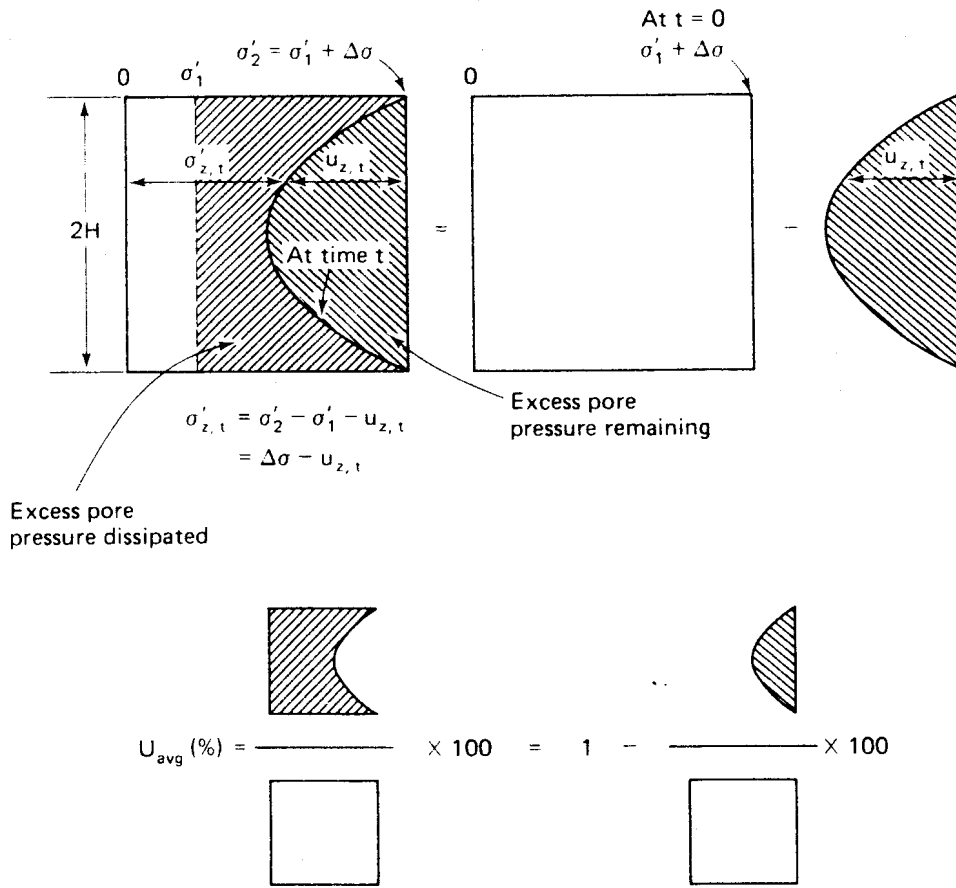 At t = 0
σ′₂ = σ′₁ + Δσ
σ′₁ + Δσ
0
σ′₁
0
σ′z, t
uz, t
uz, t
2H
=
−
At time t
Excess pore
pressure remaining
σ′z, t = σ′₂ − σ′₁ − uz, t
= Δσ − uz, t
Excess pore
pressure dissipated
Uavg (%) = × 100 = 1 − × 100